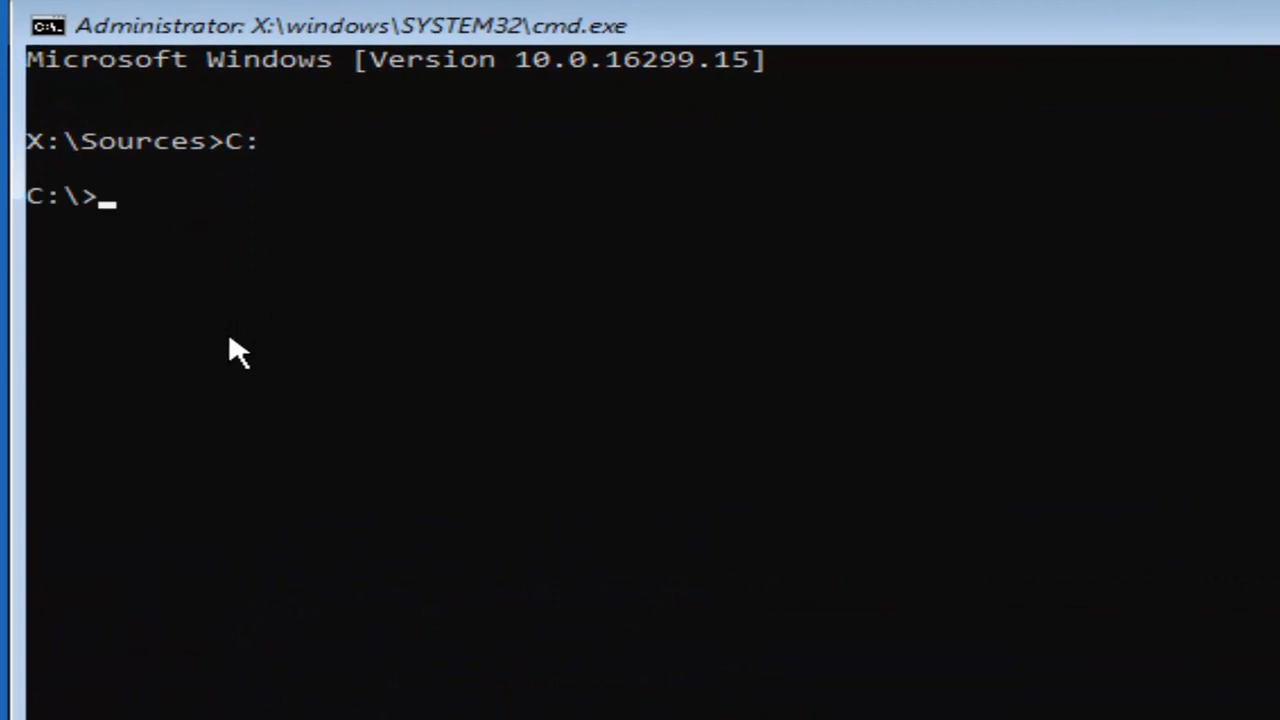 Administrator: X:\windows\SYSTEM32\cmd.exe
Microsoft Windows [Version 10.0.16299.15]
X:\Sources>C:
C:\>